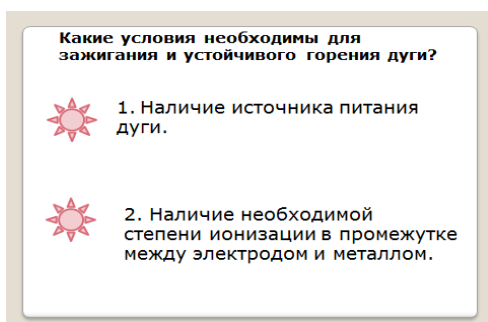 Какие условия необходимы для
зажигания и устойчивого горения дуги?
1. Наличие источника питания
дуги.
2. Наличие необходимой
степени ионизации в промежутке
между электродом и металлом.